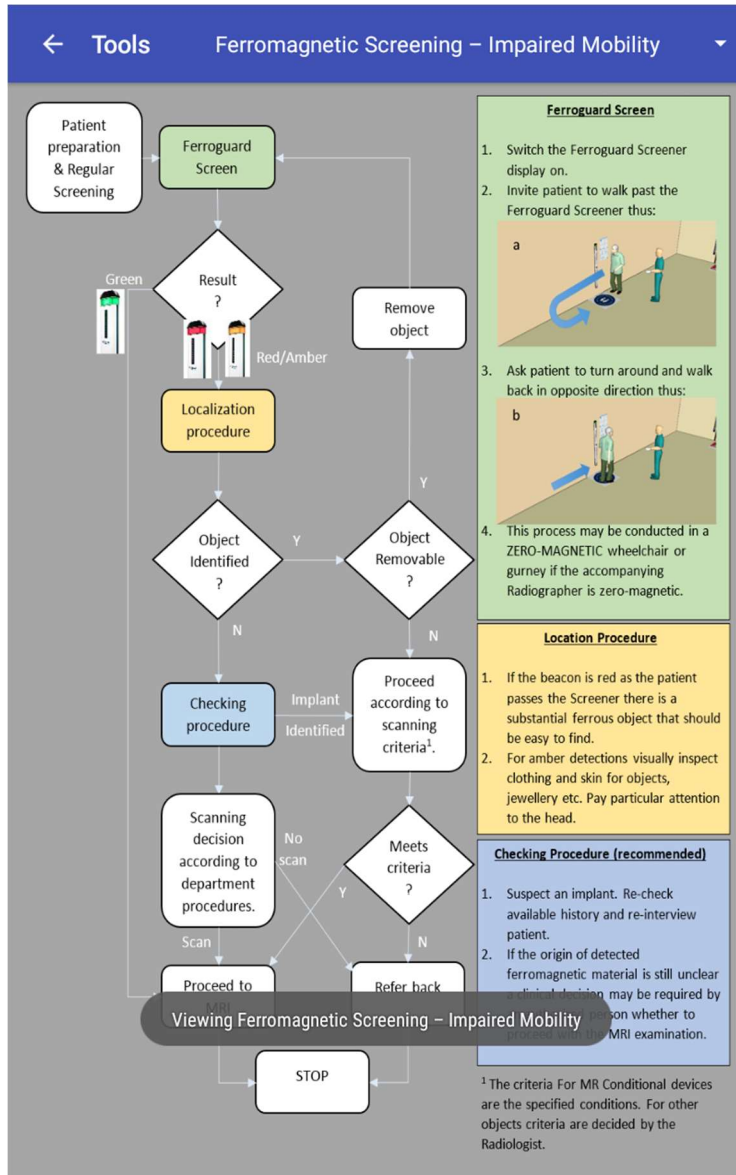 Tools
Ferromagnetic Screening – Impaired Mobility
Patient
preparation
& Regular
Screening
Ferroguard
Screen
Result
?
Green
Red/Amber
Remove
object
Localization
procedure
Object
Identified
?
Y
Object
Removable
?
Y
N
N
Checking
procedure
Implant
Identified
Proceed
according to
scanning
criteria¹.
Scanning
decision
according to
department
procedures.
No
scan
Meets
criteria
?
Y
Scan
N
Proceed to
MRI
Refer back
STOP
Ferroguard Screen
1. Switch the Ferroguard Screener
display on.
2. Invite patient to walk past the
Ferroguard Screener thus:
a
3. Ask patient to turn around and walk
back in opposite direction thus:
b
4. This process may be conducted in a
ZERO-MAGNETIC wheelchair or
gurney if the accompanying
Radiographer is zero-magnetic.
Location Procedure
1. If the beacon is red as the patient
passes the Screener there is a
substantial ferrous object that should
be easy to find.
2. For amber detections visually inspect
clothing and skin for objects,
jewellery etc. Pay particular attention
to the head.
Checking Procedure (recommended)
1. Suspect an implant. Re-check
available history and re-interview
patient.
2. If the origin of detected
ferromagnetic material is still unclear
a clinical decision may be required by
person whether to
proceed with the MRI examination.
Viewing Ferromagnetic Screening – Impaired Mobility
¹ The criteria For MR Conditional devices
are the specified conditions. For other
objects criteria are decided by the
Radiologist.